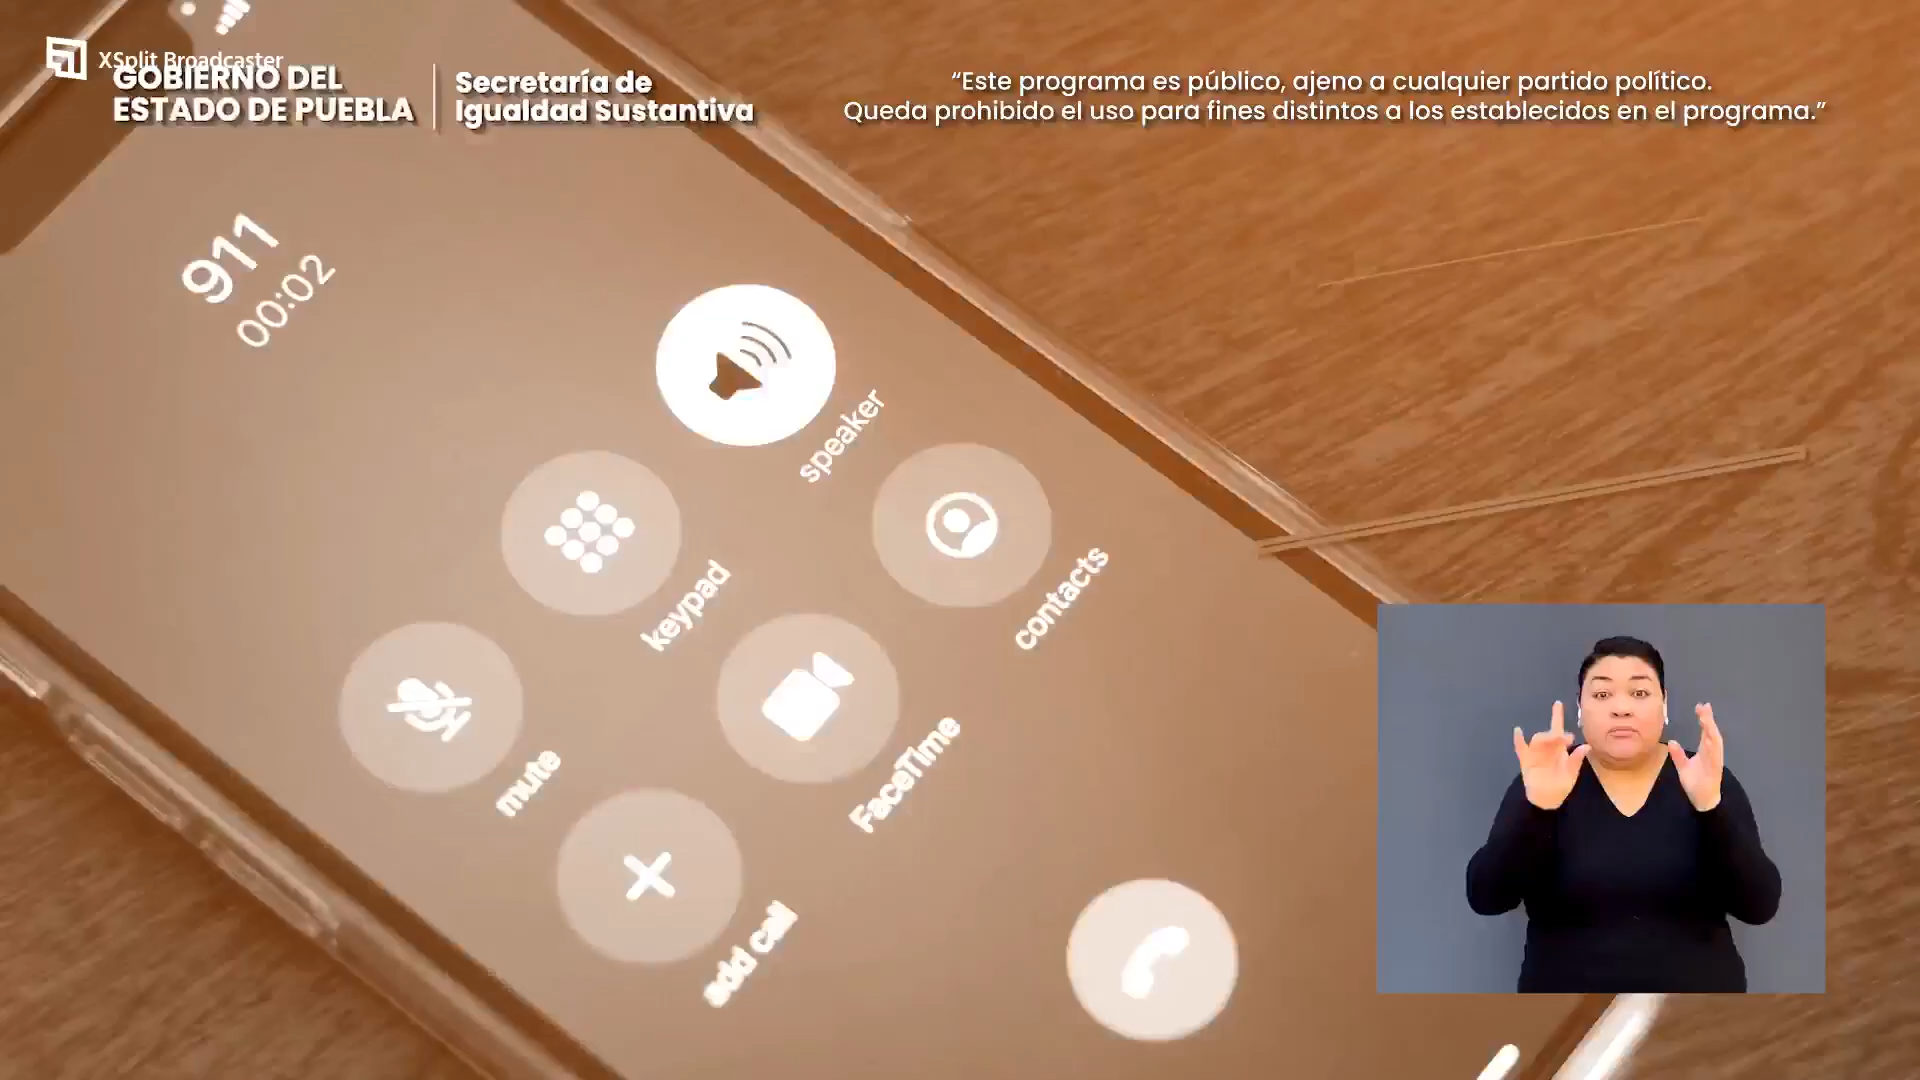 XSplit Broadcaster
GOBIERNO DEL
ESTADO DE PUEBLA
Secretaría de
Igualdad Sustantiva
“Este programa es público, ajeno a cualquier partido político.
Queda prohibido el uso para fines distintos a los establecidos en el programa.”
911
00:02
speaker
keypad
contacts
mute
FaceTime
add call